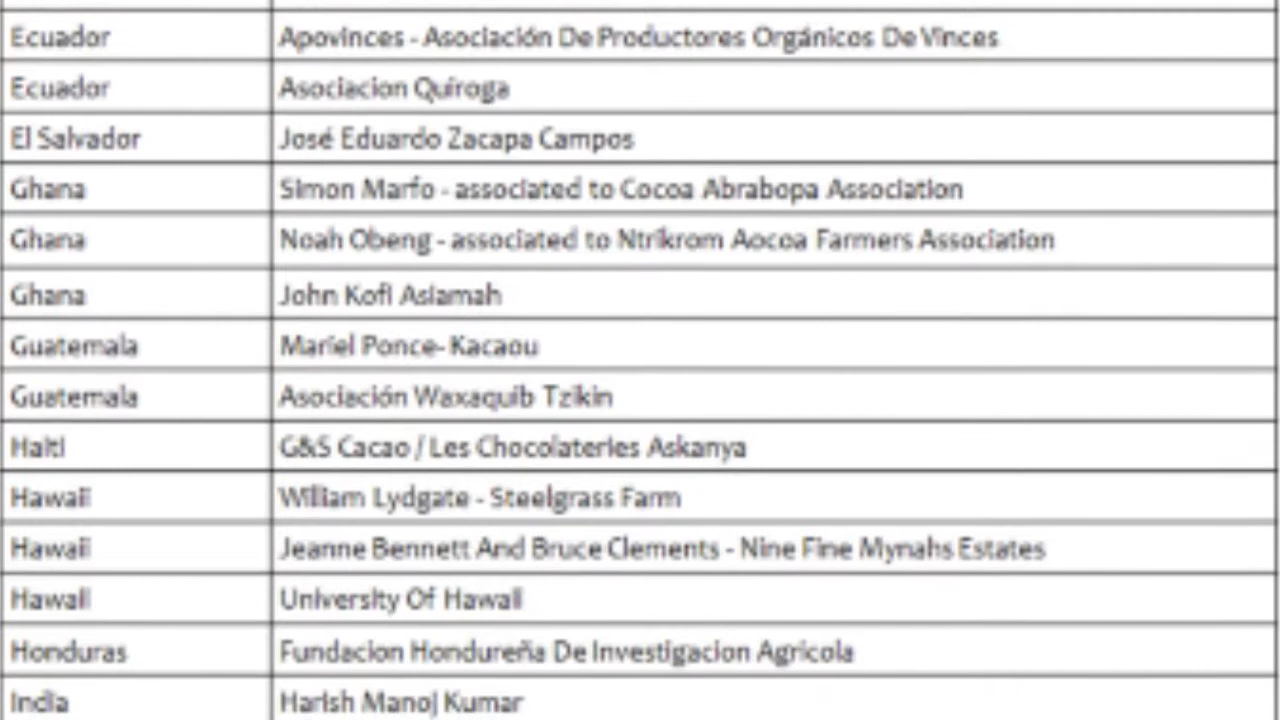 Ecuador Apovinces - Asociación De Productores Orgánicos De Vinces
Ecuador Asociacion Quiroga
El Salvador José Eduardo Zacapa Campos
Ghana Simon Marfo - associated to Cocoa Abrabopa Association
Ghana Noah Obeng - associated to Ntrikrom Aocoa Farmers Association
Ghana John Kofi Asiamah
Guatemala Mariel Ponce- Kacaou
Guatemala Asociación Waxaquib Tzikin
Haiti G&S Cacao / Les Chocolateries Askanya
Hawaii William Lydgate - Steelgrass Farm
Hawaii Jeanne Bennett And Bruce Clements - Nine Fine Mynahs Estates
Hawaii University Of Hawaii
Honduras Fundacion Hondureña De Investigacion Agricola
India Harish Manoj Kumar